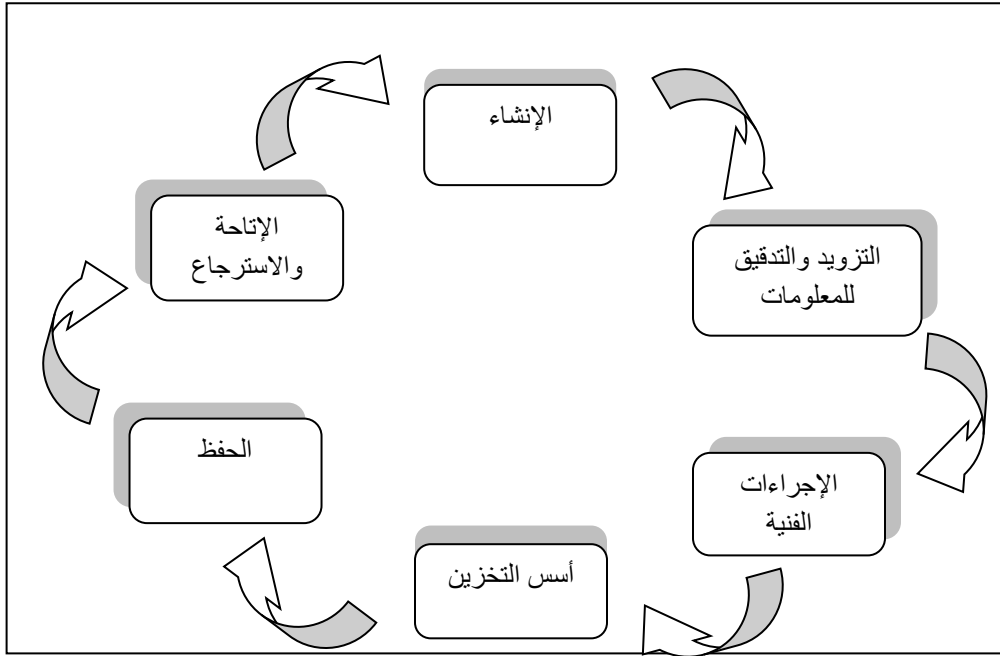 الإنشاء
التزويد والتدقيق
للمعلومات
الإجراءات
الفنية
أسس التخزين
الحفظ
الإتاحة
والاسترجاع